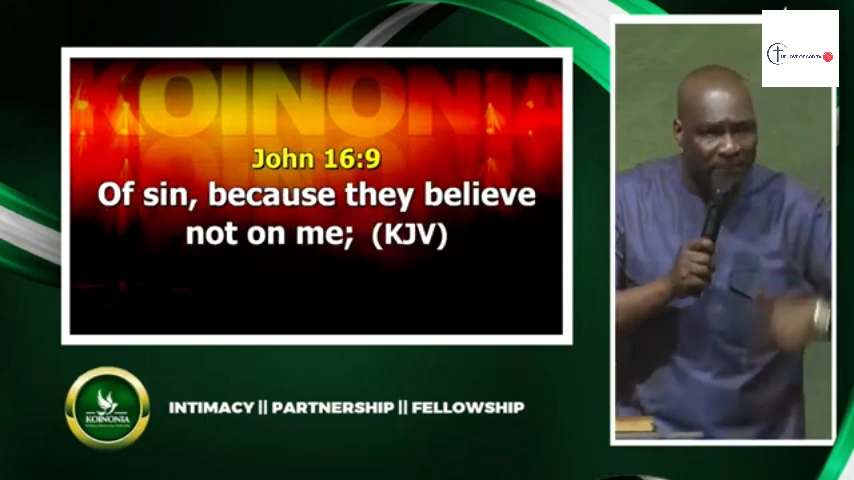 KOINONIA
John 16:9
Of sin, because they believe
not on me; (KJV)
KOINONIA
INTIMACY || PARTNERSHIP || FELLOWSHIP